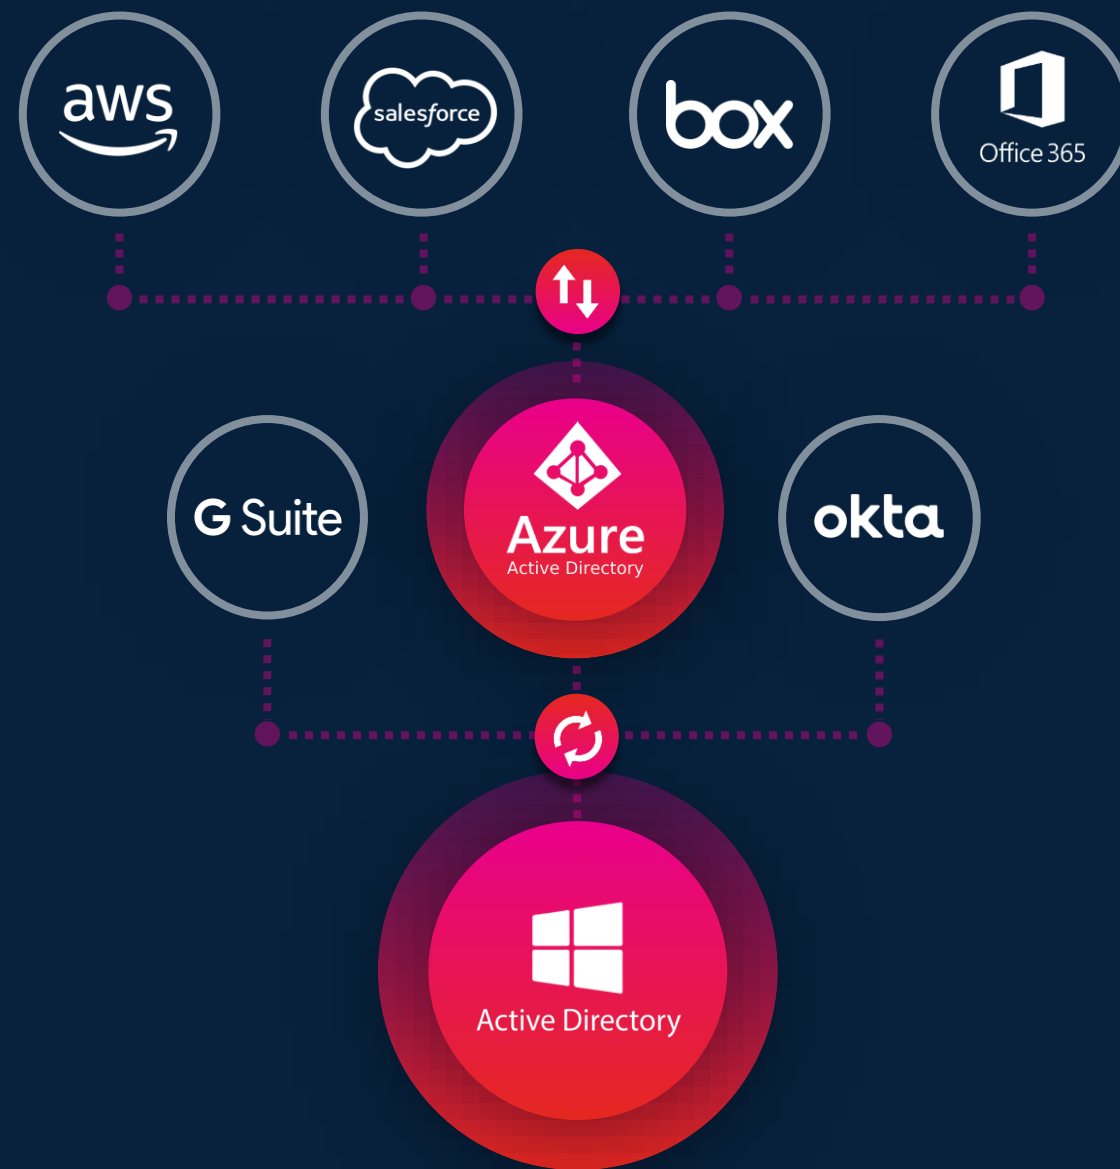 aws
salesforce
box
Office 365
G Suite
Azure
Active Directory
okta
Active Directory